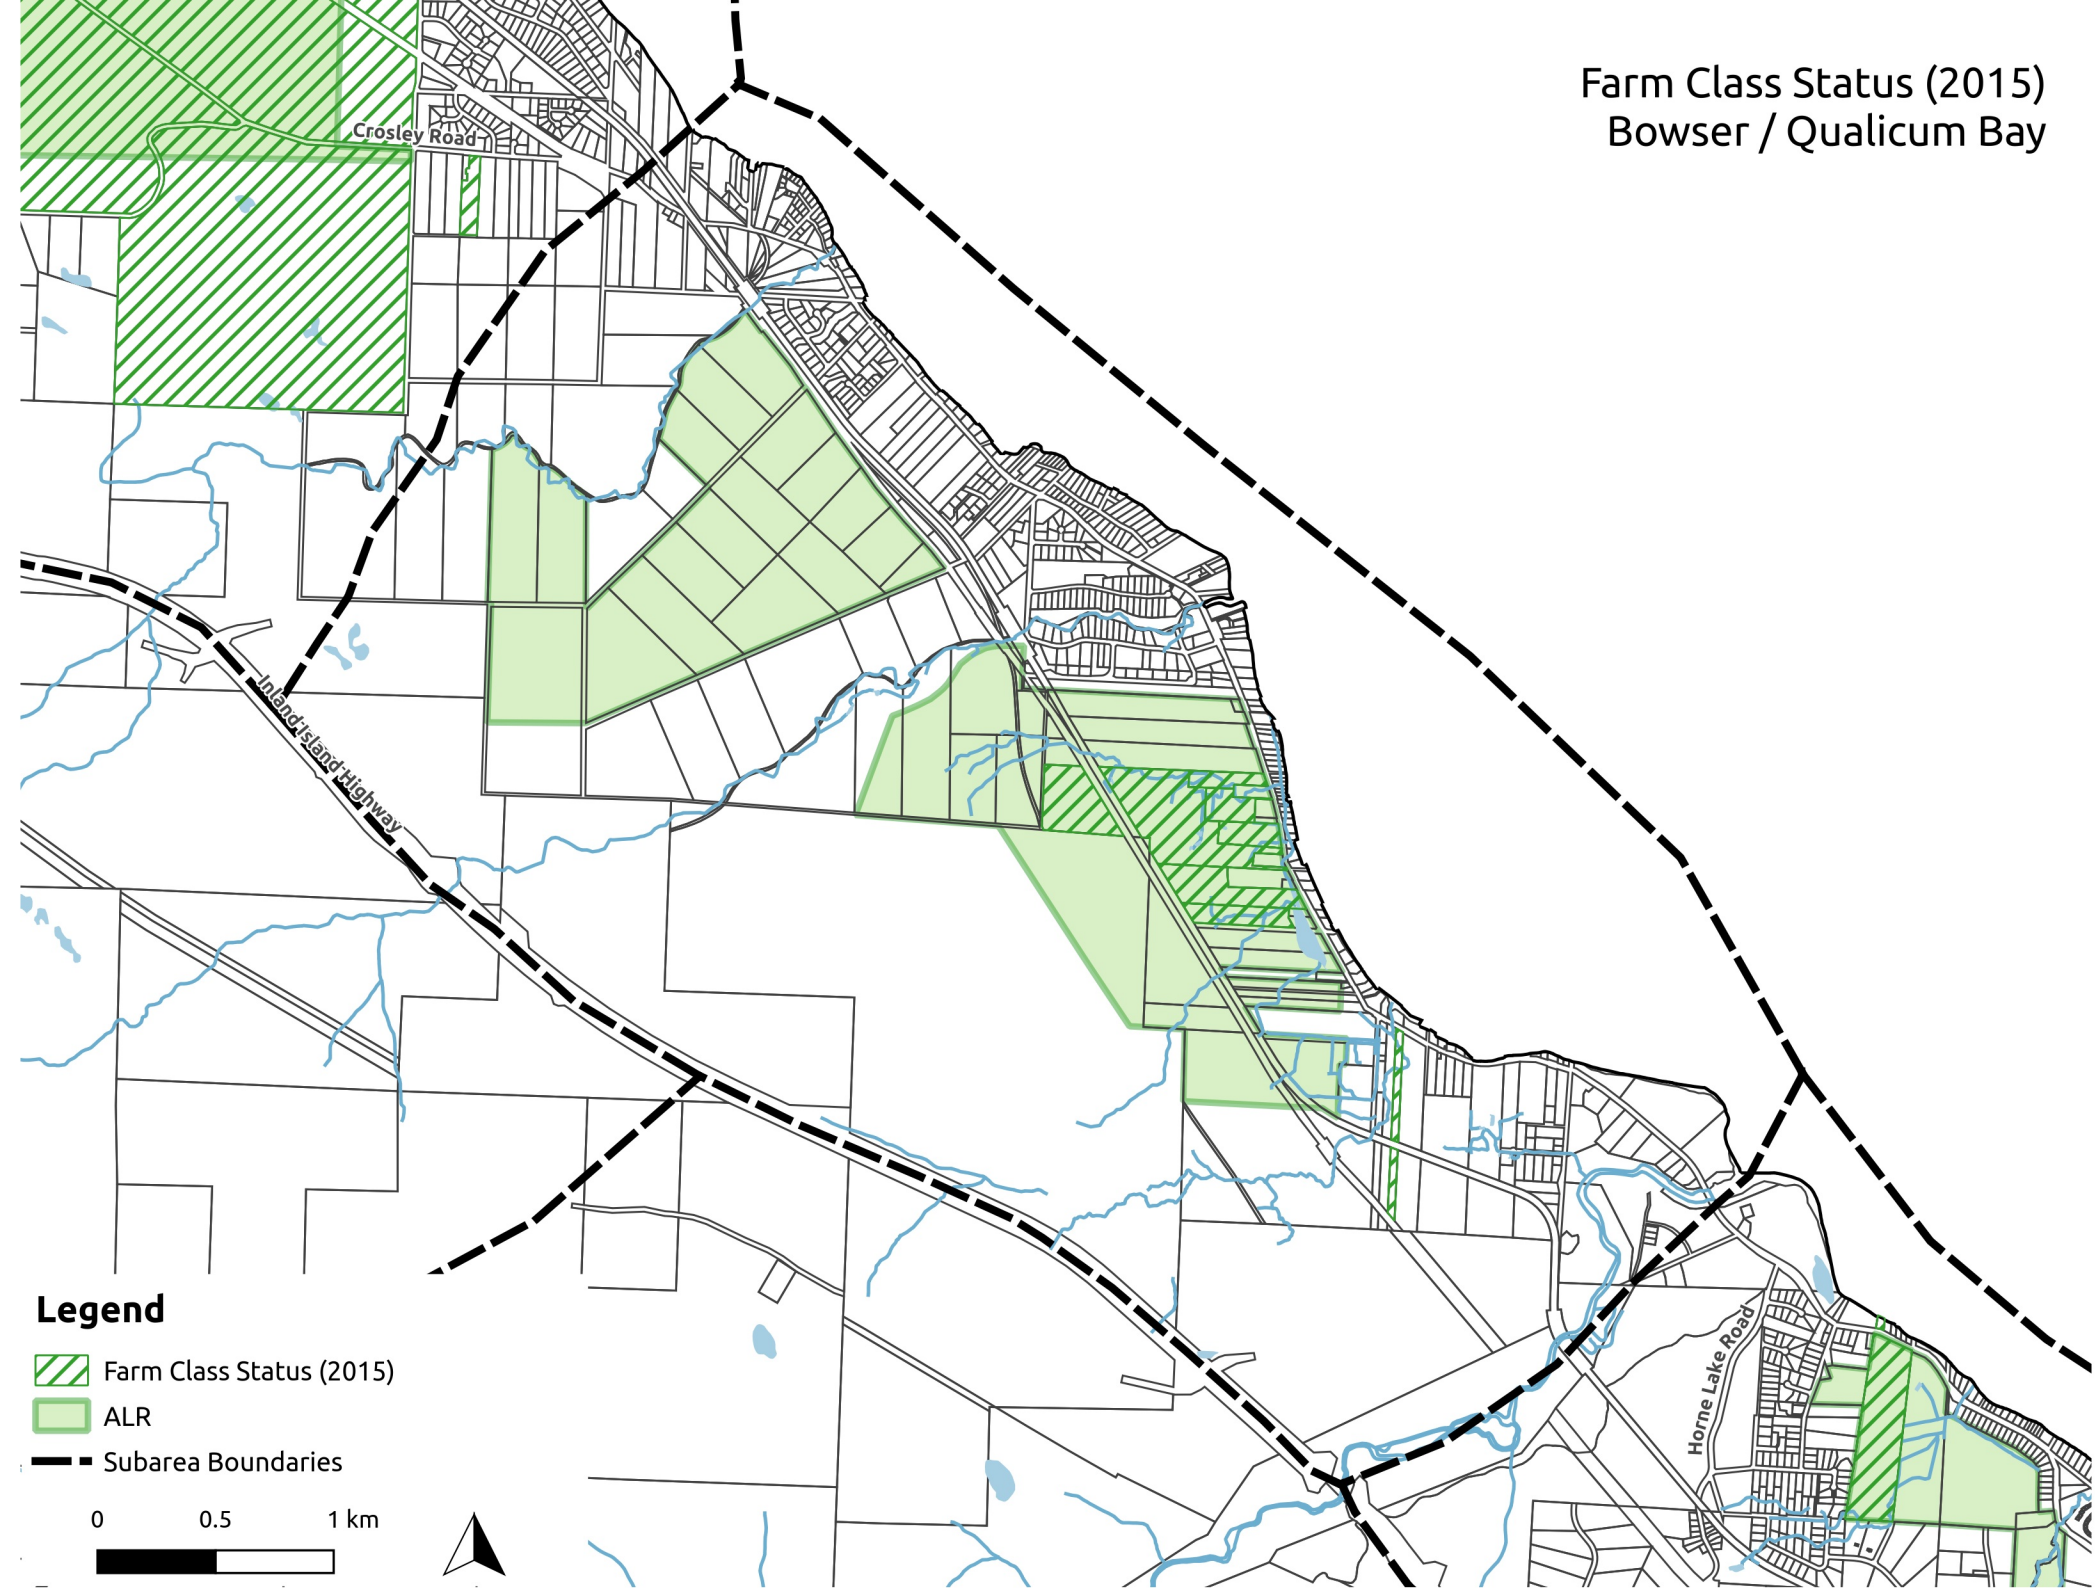 Farm Class Status (2015)
Bowser / Qualicum Bay
Crosley Road
Inland Island Highway
Horne Lake Road
Legend
Farm Class Status (2015)
ALR
Subarea Boundaries
0 0.5 1 km